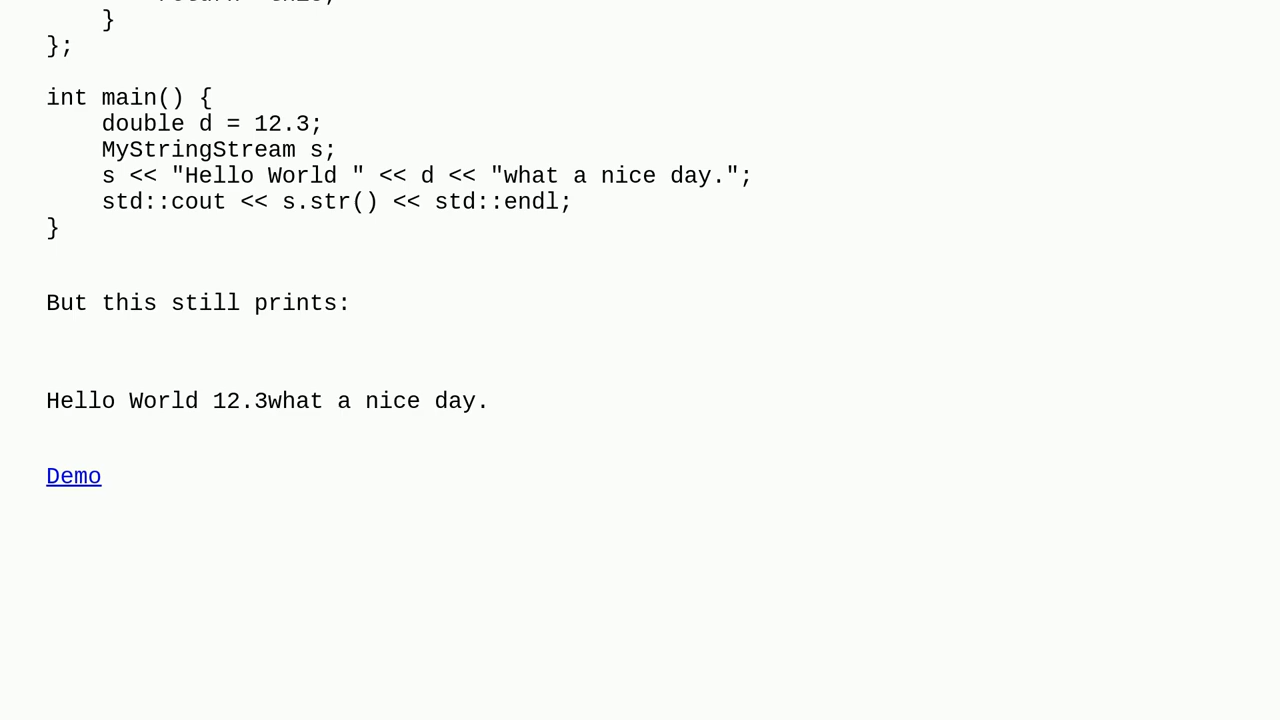 }
};
int main() {
double d = 12.3;
MyStringStream s;
s << "Hello World " << d << "what a nice day.";
std::cout << s.str() << std::endl;
}
But this still prints:
Hello World 12.3what a nice day.
Demo